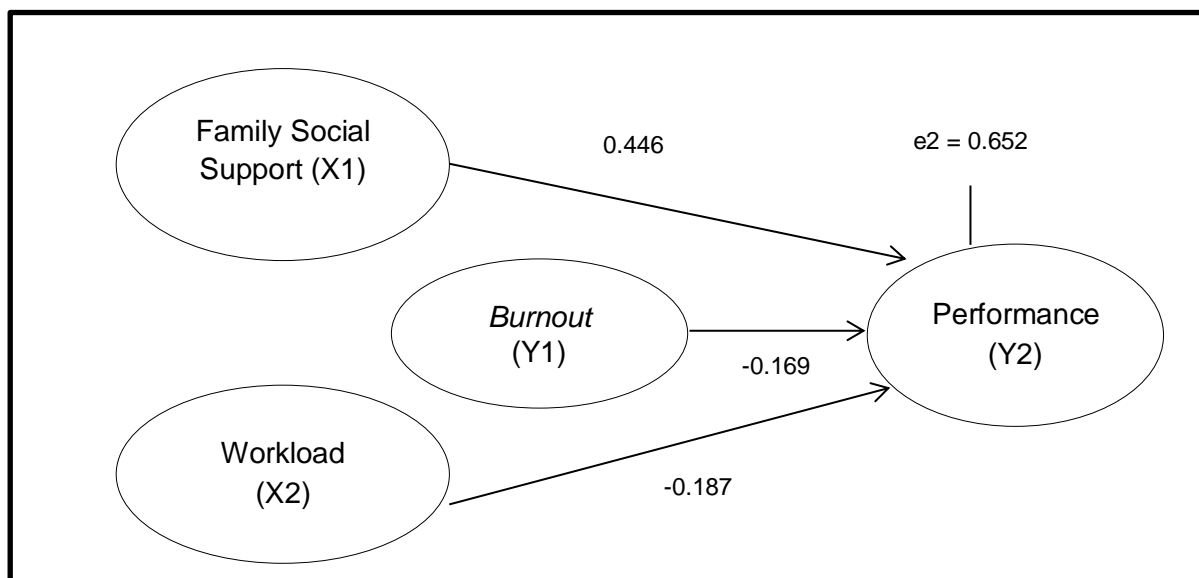 Family Social
Support (X1)
0.446
e2 = 0.652
Burnout
(Y1)
-0.169
Performance
(Y2)
Workload
(X2)
-0.187